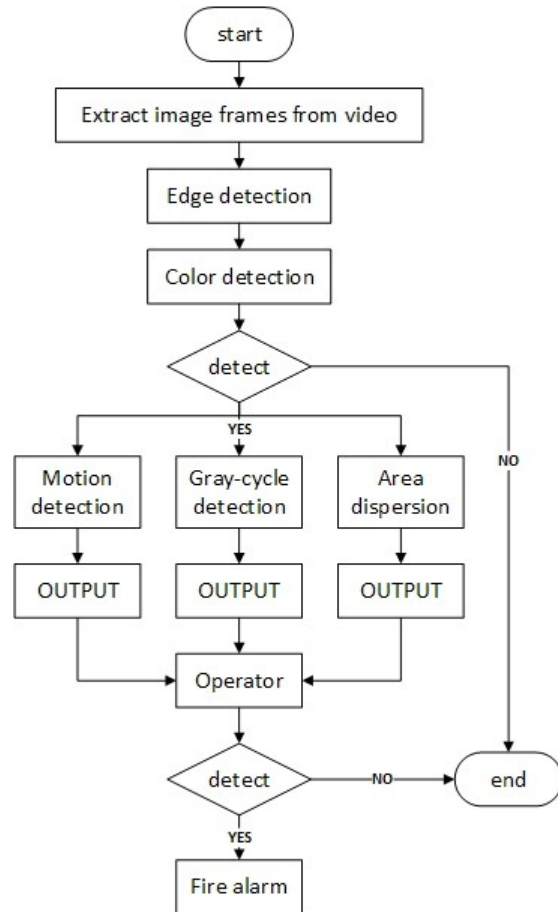 start
Extract image frames from video
Edge detection
Color detection
detect
YES
NO
Motion
detection
Gray-cycle
detection
Area
dispersion
OUTPUT
OUTPUT
OUTPUT
Operator
detect
NO
end
YES
Fire alarm